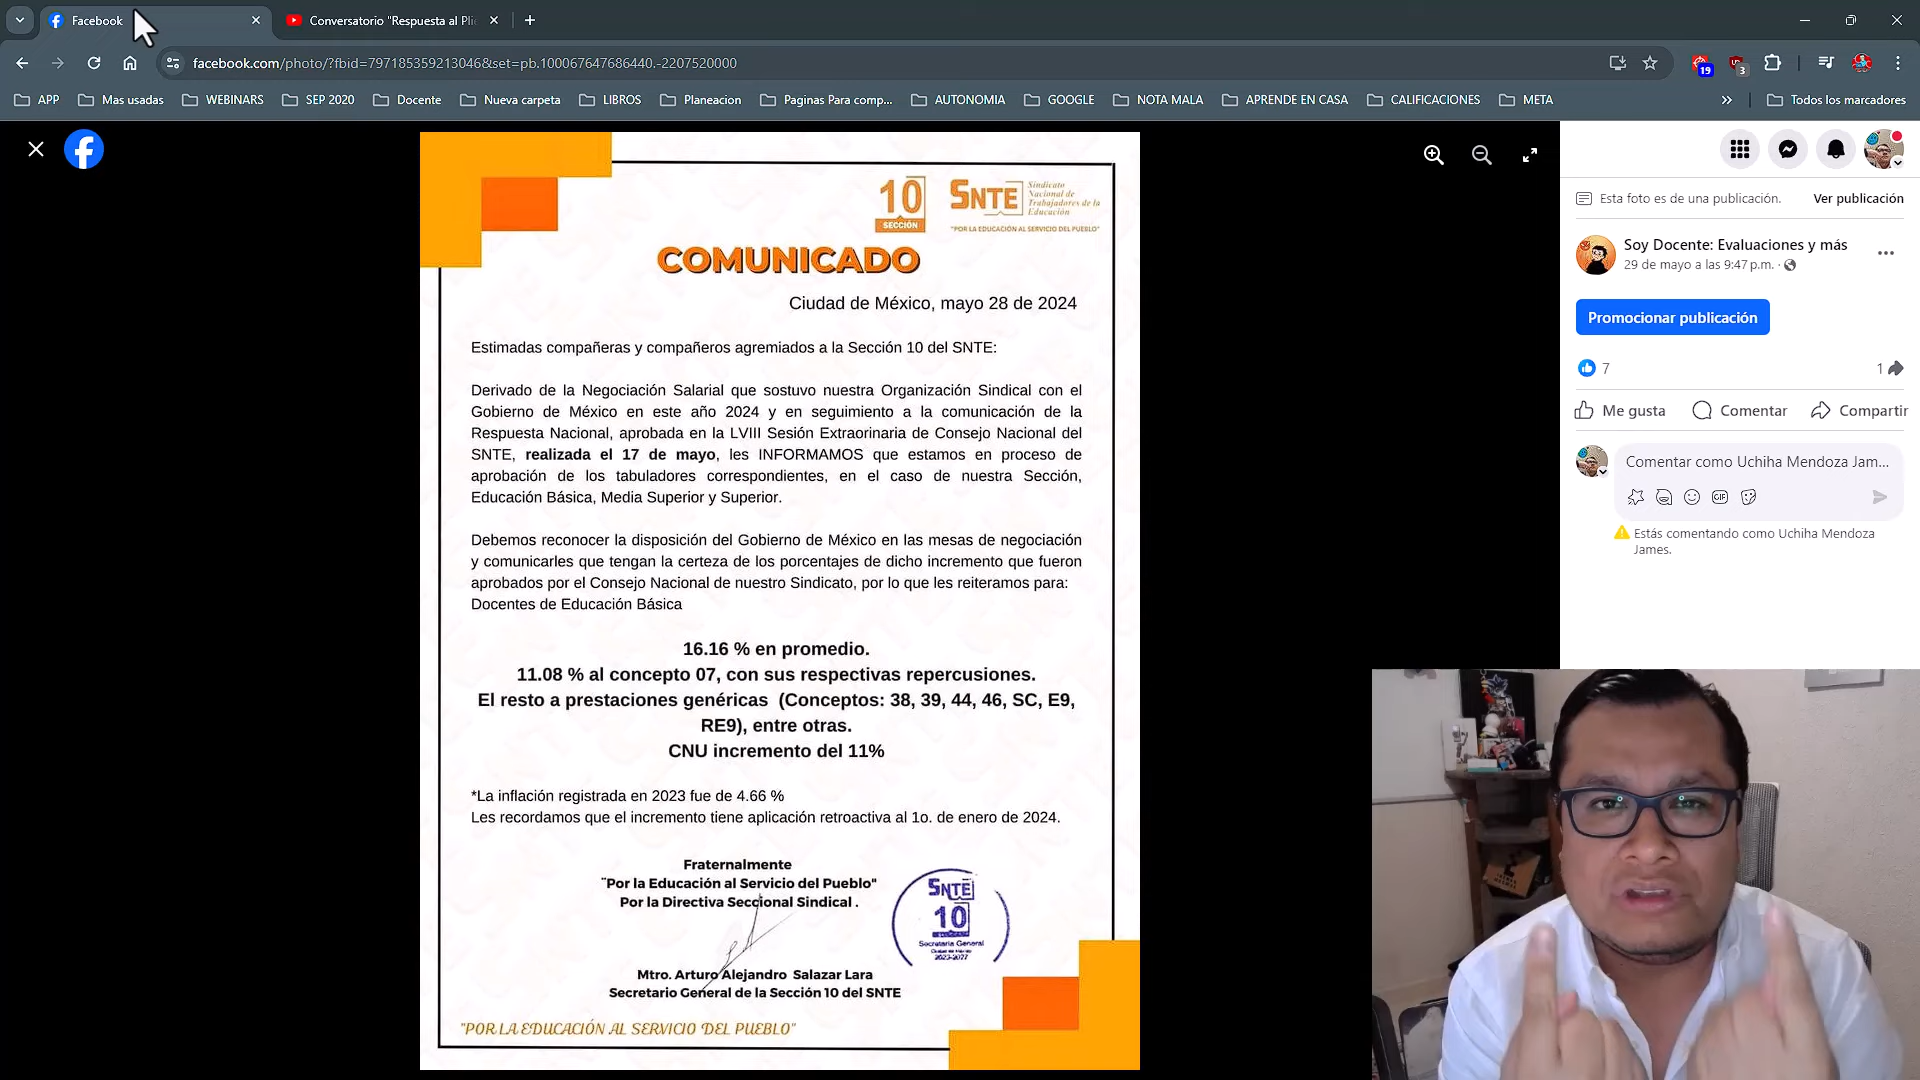 Facebook
Conversatorio "Respuesta al Pli
facebook.com/photo/?fbid=797185359213046&set=pb.100067647686440.-2207520000
19
3
APP
Mas usadas
WEBINARS
SEP 2020
Docente
Nueva carpeta
LIBROS
Planeacion
Paginas Para comp...
AUTONOMIA
GOOGLE
NOTA MALA
APRENDE EN CASA
CALIFICACIONES
META
Todos los marcadores
10
SECCIÓN
SNTE
Sindicato
Nacional de
Trabajadores de la
Educación
"POR LA EDUCACIÓN AL SERVICIO DEL PUEBLO"
COMUNICADO
Ciudad de México, mayo 28 de 2024
Estimadas compañeras y compañeros agremiados a la Sección 10 del SNTE:
Derivado de la Negociación Salarial que sostuvo nuestra Organización Sindical con el
Gobierno de México en este año 2024 y en seguimiento a la comunicación de la
Respuesta Nacional, aprobada en la LVIII Sesión Extraorinaria de Consejo Nacional del
SNTE, realizada el 17 de mayo, les INFORMAMOS que estamos en proceso de
aprobación de los tabuladores correspondientes, en el caso de nuestra Sección,
Educación Básica, Media Superior y Superior.
Debemos reconocer la disposición del Gobierno de México en las mesas de negociación
y comunicarles que tengan la certeza de los porcentajes de dicho incremento que fueron
aprobados por el Consejo Nacional de nuestro Sindicato, por lo que les reiteramos para:
Docentes de Educación Básica
16.16 % en promedio.
11.08 % al concepto 07, con sus respectivas repercusiones.
El resto a prestaciones genéricas (Conceptos: 38, 39, 44, 46, SC, E9,
RE9), entre otras.
CNU incremento del 11%
*La inflación registrada en 2023 fue de 4.66 %
Les recordamos que el incremento tiene aplicación retroactiva al 1o. de enero de 2024.
Fraternalmente
¨Por la Educación al Servicio del Pueblo"
Por la Directiva Seccional Sindical .
SNTE
10
Secretaría General
Ciudad de México
2023-2027
Mtro. Arturo Alejandro Salazar Lara
Secretario General de la Sección 10 del SNTE
"POR LA EDUCACIÓN AL SERVICIO DEL PUEBLO"
Esta foto es de una publicación.
Ver publicación
Soy Docente: Evaluaciones y más
29 de mayo a las 9:47 p.m. ·
Promocionar publicación
7
1
Me gusta
Comentar
Compartir
Comentar como Uchiha Mendoza Jam...
GIF
Estás comentando como Uchiha Mendoza
James.